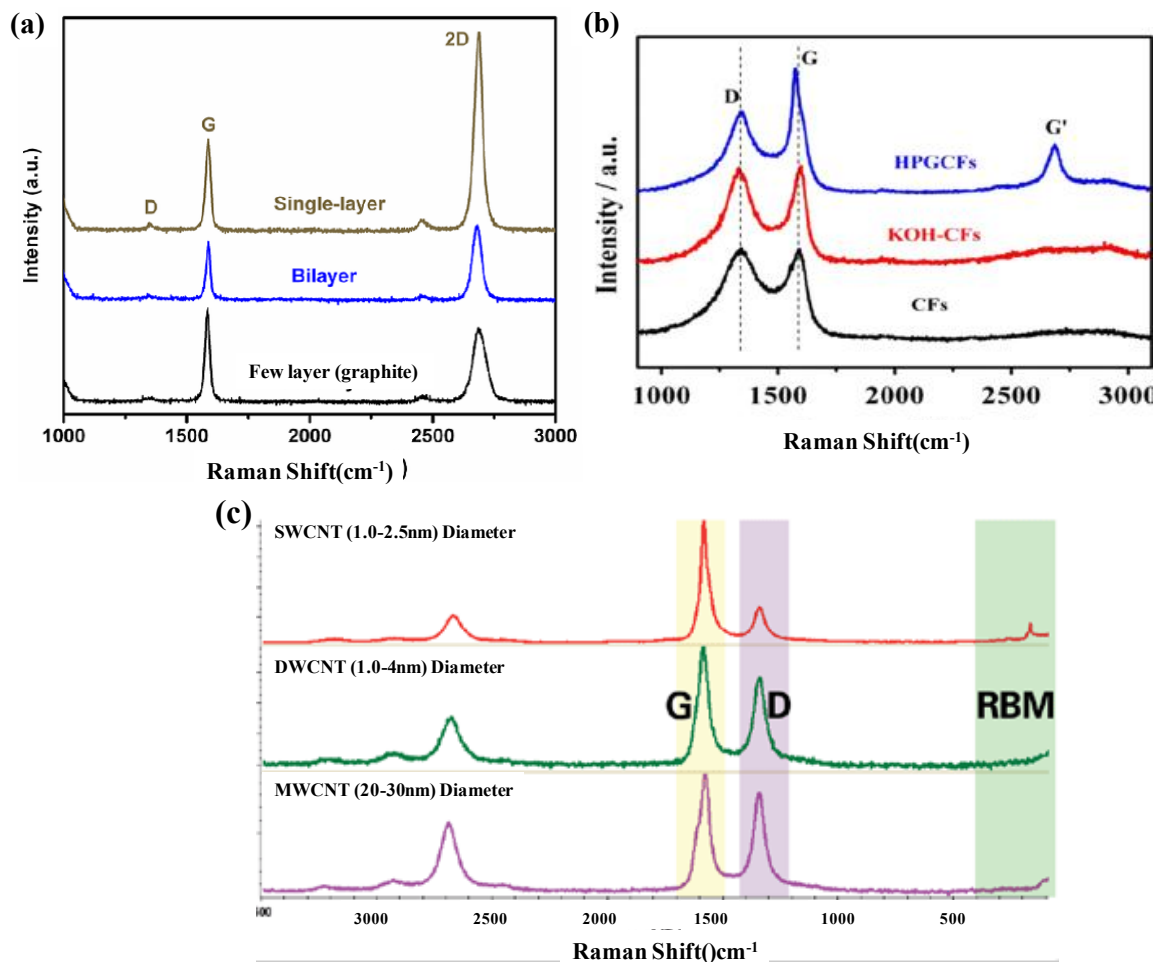 (a)
2D
G
D
Single-layer
Bilayer
Few layer (graphite)
Intensity (a.u.)
1000 1500 2000 2500 3000
Raman Shift(cm-1) )
(b)
G
D
G'
HPGCFs
KOH-CFs
CFs
Intensity / a.u.
1000 1500 2000 2500 3000
Raman Shift(cm-1)
(c)
SWCNT (1.0-2.5nm) Diameter
DWCNT (1.0-4nm) Diameter
G D RBM
MWCNT (20-30nm) Diameter
3000 2500 2000 1500 1000 500
Raman Shift()cm-1